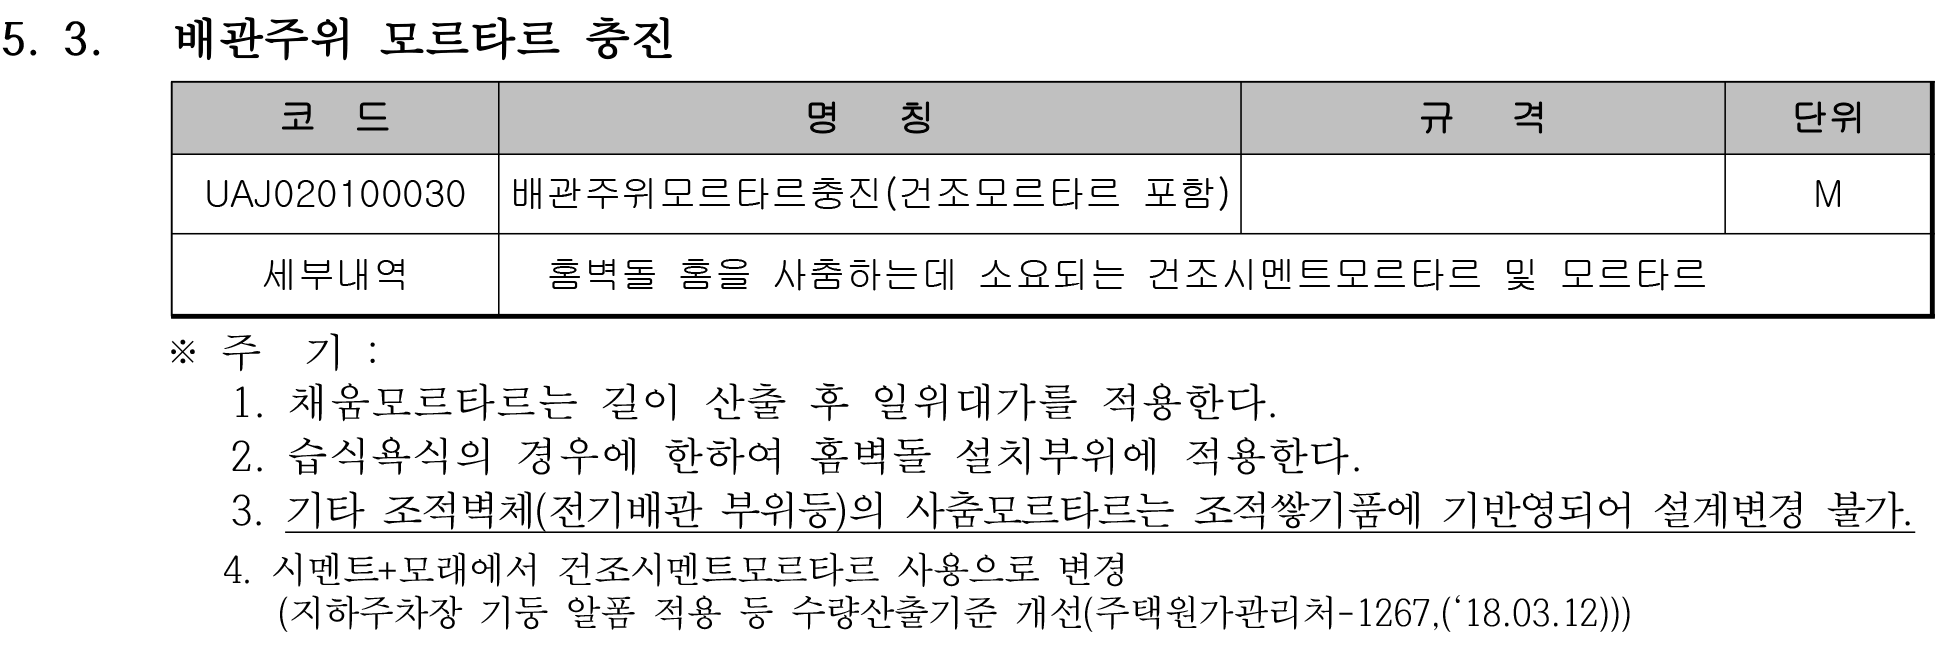 5. 3. 배관주위 모르타르 충진
코 드 명 칭 규 격 단위
UAJ020100030 배관주위모르타르충진(건조모르타르 포함) M
세부내역 홈벽돌 홈을 사춤하는데 소요되는 건조시멘트모르타르 및 모르타르
※ 주 기 :
1. 채움모르타르는 길이 산출 후 일위대가를 적용한다.
2. 습식욕식의 경우에 한하여 홈벽돌 설치부위에 적용한다.
3. 기타 조적벽체(전기배관 부위등)의 사춤모르타르는 조적쌓기품에 기반영되어 설계변경 불가.
4. 시멘트+모래에서 건조시멘트모르타르 사용으로 변경
(지하주차장 기둥 알폼 적용 등 수량산출기준 개선(주택원가관리처-1267,(‘18.03.12)))